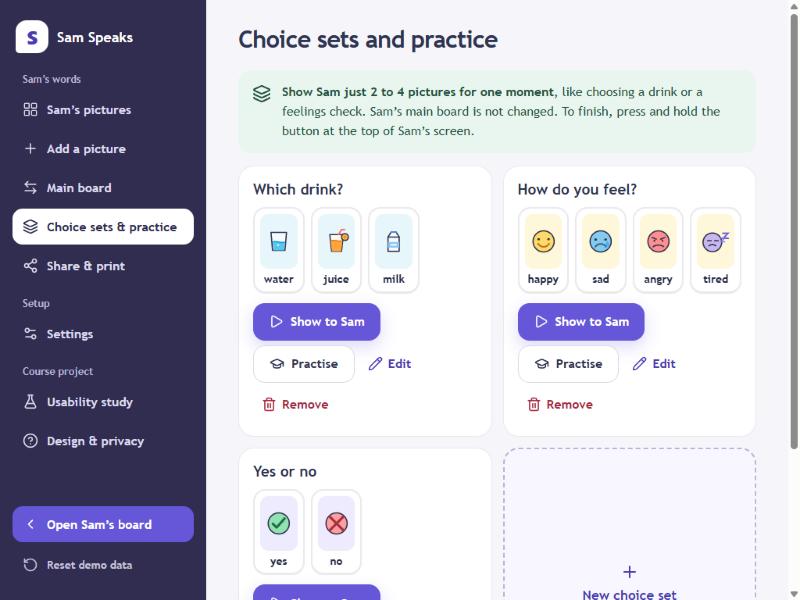 S
Sam Speaks
Sam's words
Sam's pictures
Add a picture
Main board
Choice sets & practice
Share & print
Setup
Settings
Course project
Usability study
Design & privacy
Open Sam's board
Reset demo data
Choice sets and practice
Show Sam just 2 to 4 pictures for one moment, like choosing a drink or a
feelings check. Sam's main board is not changed. To finish, press and hold the
button at the top of Sam's screen.
Which drink?
water juice milk
Show to Sam
Practise Edit
Remove
How do you feel?
happy sad angry tired
Show to Sam
Practise Edit
Remove
Yes or no
yes no
New choice set